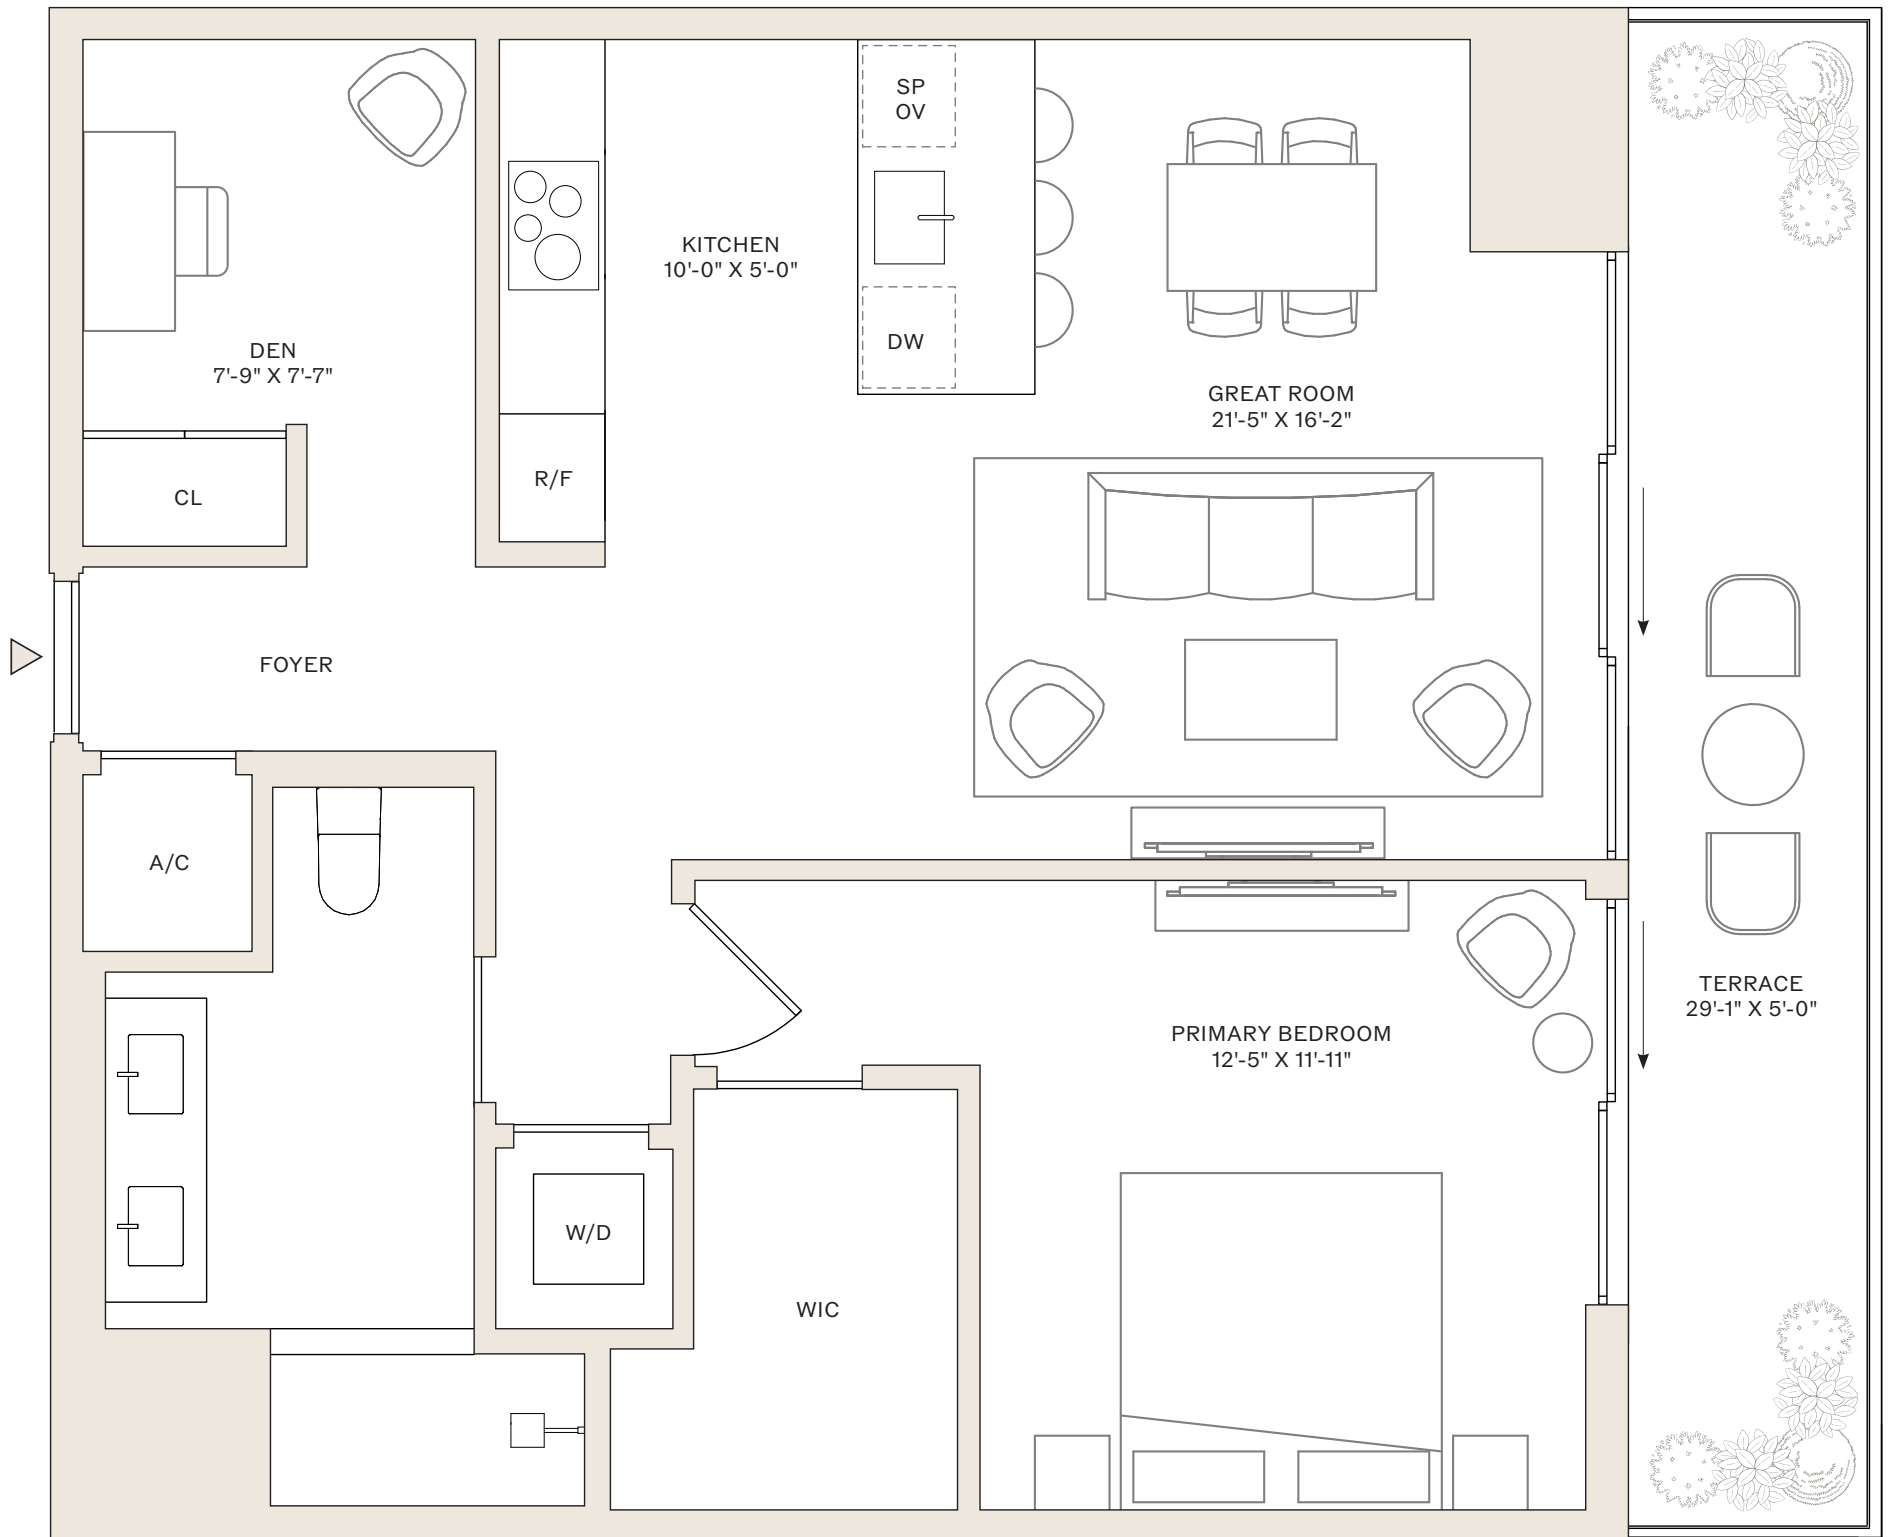 SP
OV
KITCHEN
10'-0" X 5'-0"
DW
DEN
7'-9" X 7'-7"
GREAT ROOM
21'-5" X 16'-2"
R/F
CL
FOYER
A/C
TERRACE
29'-1" X 5'-0"
PRIMARY BEDROOM
12'-5" X 11'-11"
W/D
WIC